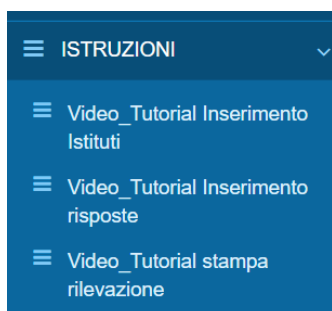 ISTRUZIONI
Video_Tutorial Inserimento
Istituti
Video_Tutorial Inserimento
risposte
Video_Tutorial stampa
rilevazione